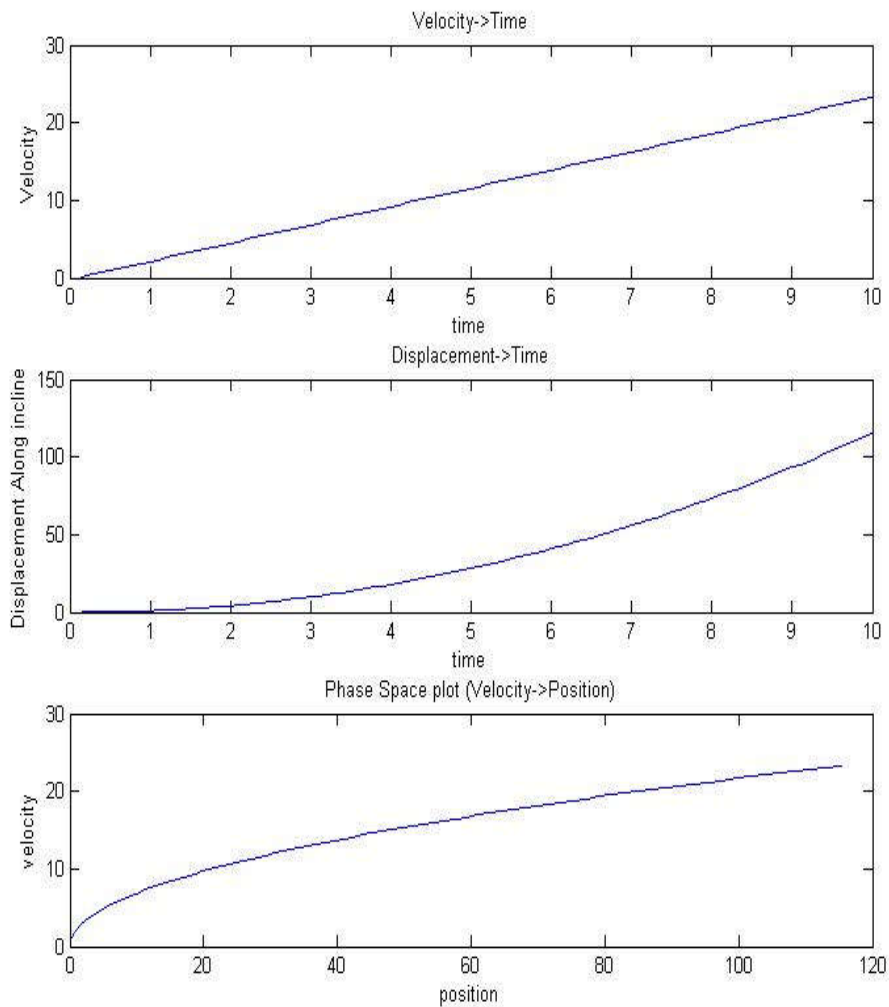 Velocity->Time
30
20
10
0
Velocity
0 1 2 3 4 5 6 7 8 9 10
time
Displacement->Time
150
100
50
0
Displacement Along incline
0 1 2 3 4 5 6 7 8 9 10
time
Phase Space plot (Velocity->Position)
30
20
10
0
velocity
0 20 40 60 80 100 120
position